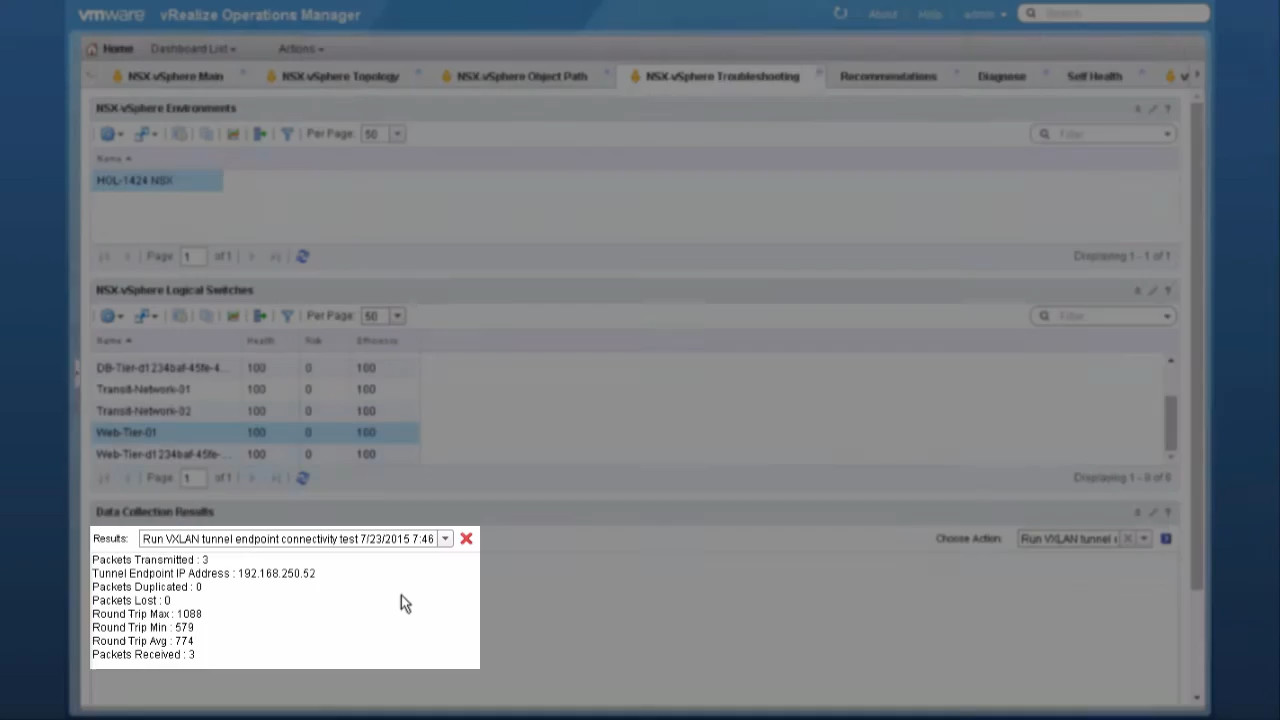 vmware vRealize Operations Manager
About Help admin Search
Home Dashboard List Actions
NSX-vSphere Main NSX-vSphere Topology NSX-vSphere Object Path NSX-vSphere Troubleshooting Recommendations Diagnose Self Health v
NSX-vSphere Environments
Per Page: 50 Filter
Name
HOL-1424 NSX
Page 1 of 1 Displaying 1 - 1 of 1
NSX-vSphere Logical Switches
Per Page: 50 Filter
Name Health Risk Efficiency
DB-Tier-d1234baf-45fe-4... 100 0 100
Transit-Network-01 100 0 100
Transit-Network-02 100 0 100
Web-Tier-01 100 0 100
Web-Tier-d1234baf-45fe-... 100 0 100
Page 1 of 1 Displaying 1 -
Data Collection Results
Results: Run VXLAN tunnel endpoint connectivity test 7/23/2015 7:46 Choose Action: Run VXLAN tunnel
Packets Transmitted : 3
Tunnel Endpoint IP Address : 192.168.250.52
Packets Duplicated : 0
Packets Lost : 0
Round Trip Max : 1088
Round Trip Min : 579
Round Trip Avg : 774
Packets Received : 3